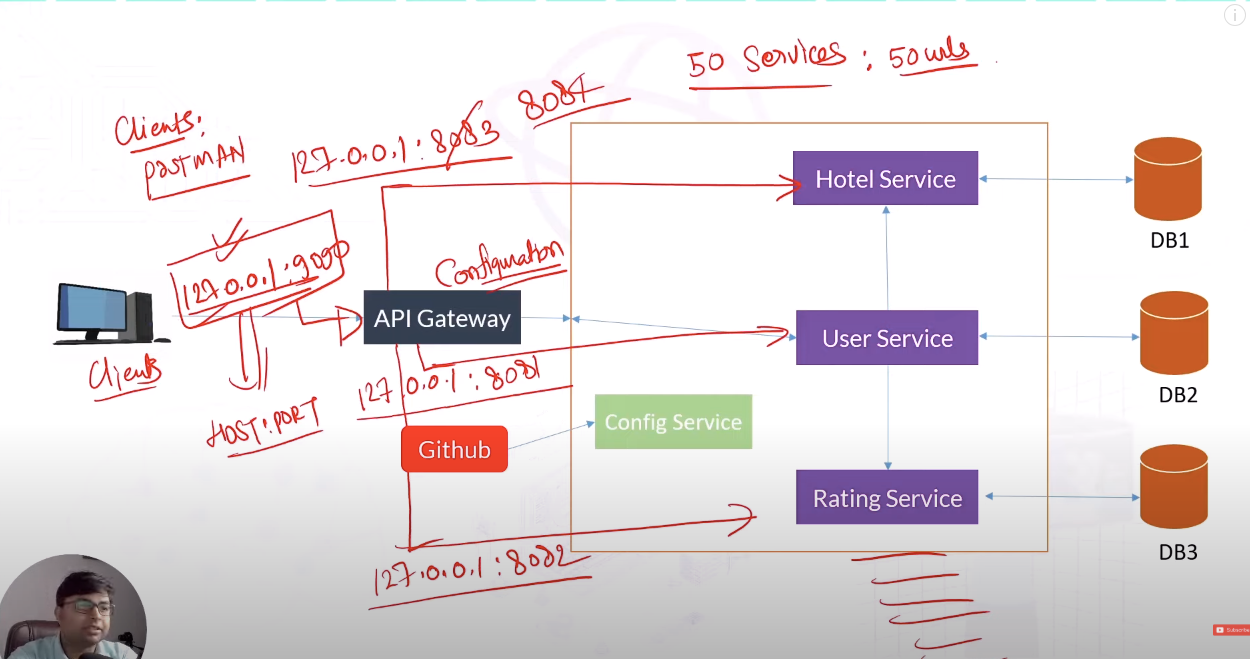 50 Services : 50 urls
8084
Clients:
POSTMAN
127.0.0.1:8083
Hotel Service
DB1
127.0.0.1:9090
Configuration
API Gateway
User Service
Clients
127.0.0.1:8081
DB2
HOST:PORT
Config Service
Github
Rating Service
127.0.0.1:8082
DB3
Subscribe